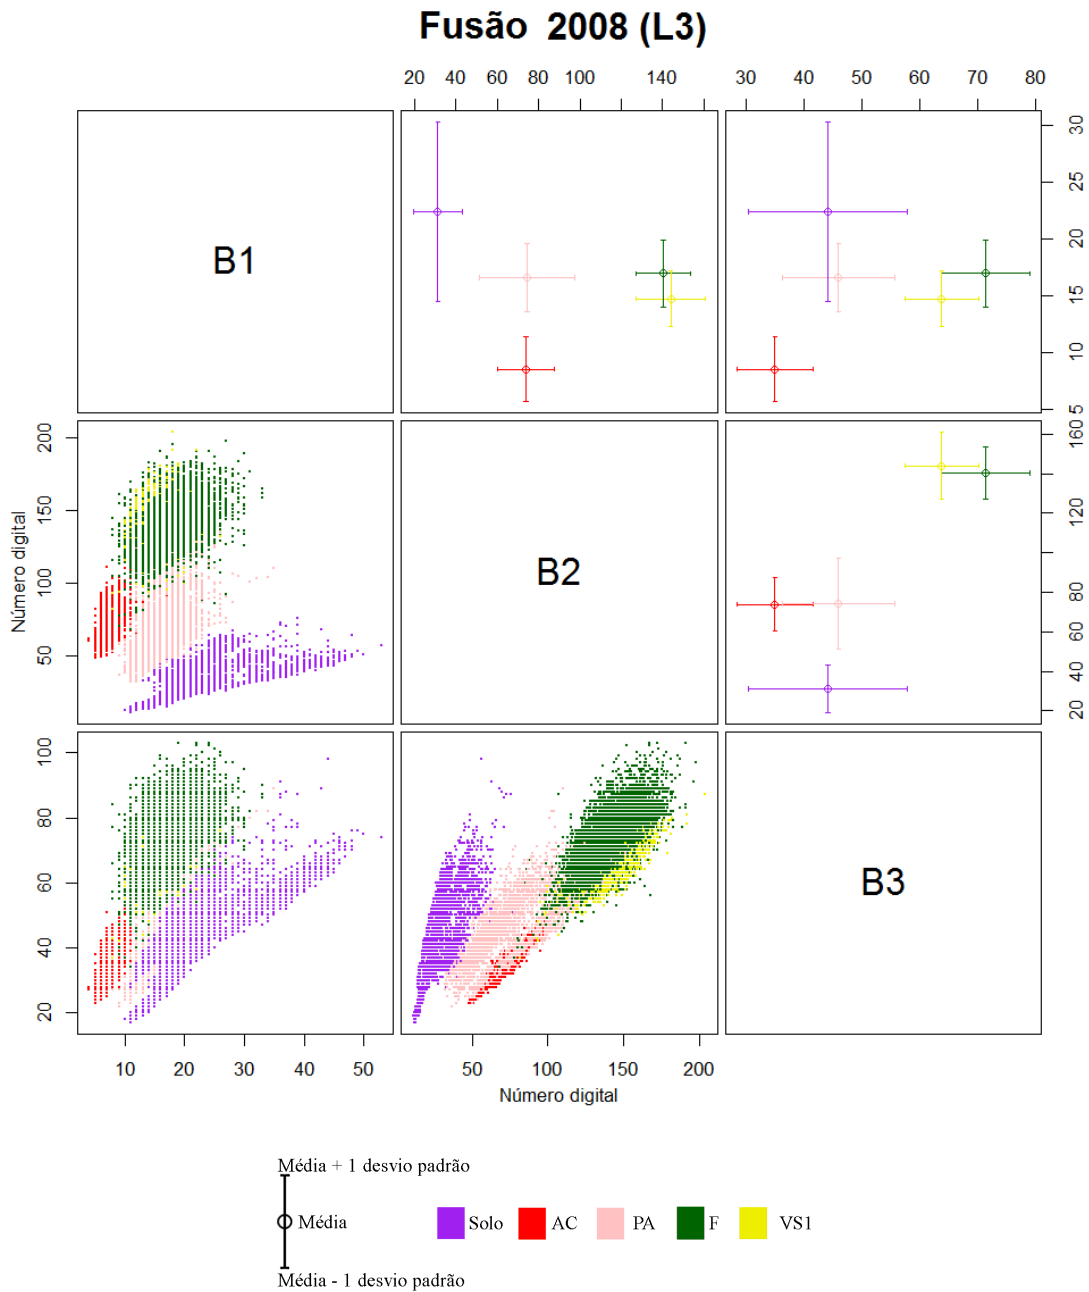 Fusão 2008 (L3)
20 40 60 80 100 140
30 40 50 60 70 80
B1
30
25
20
15
10
5
200
150
100
50
Número digital
B2
160
120
80
60
40
20
100
80
60
40
20
B3
10 20 30 40 50
50 100 150 200
Número digital
Média + 1 desvio padrão
Média
Média - 1 desvio padrão
Solo AC PA F VS1